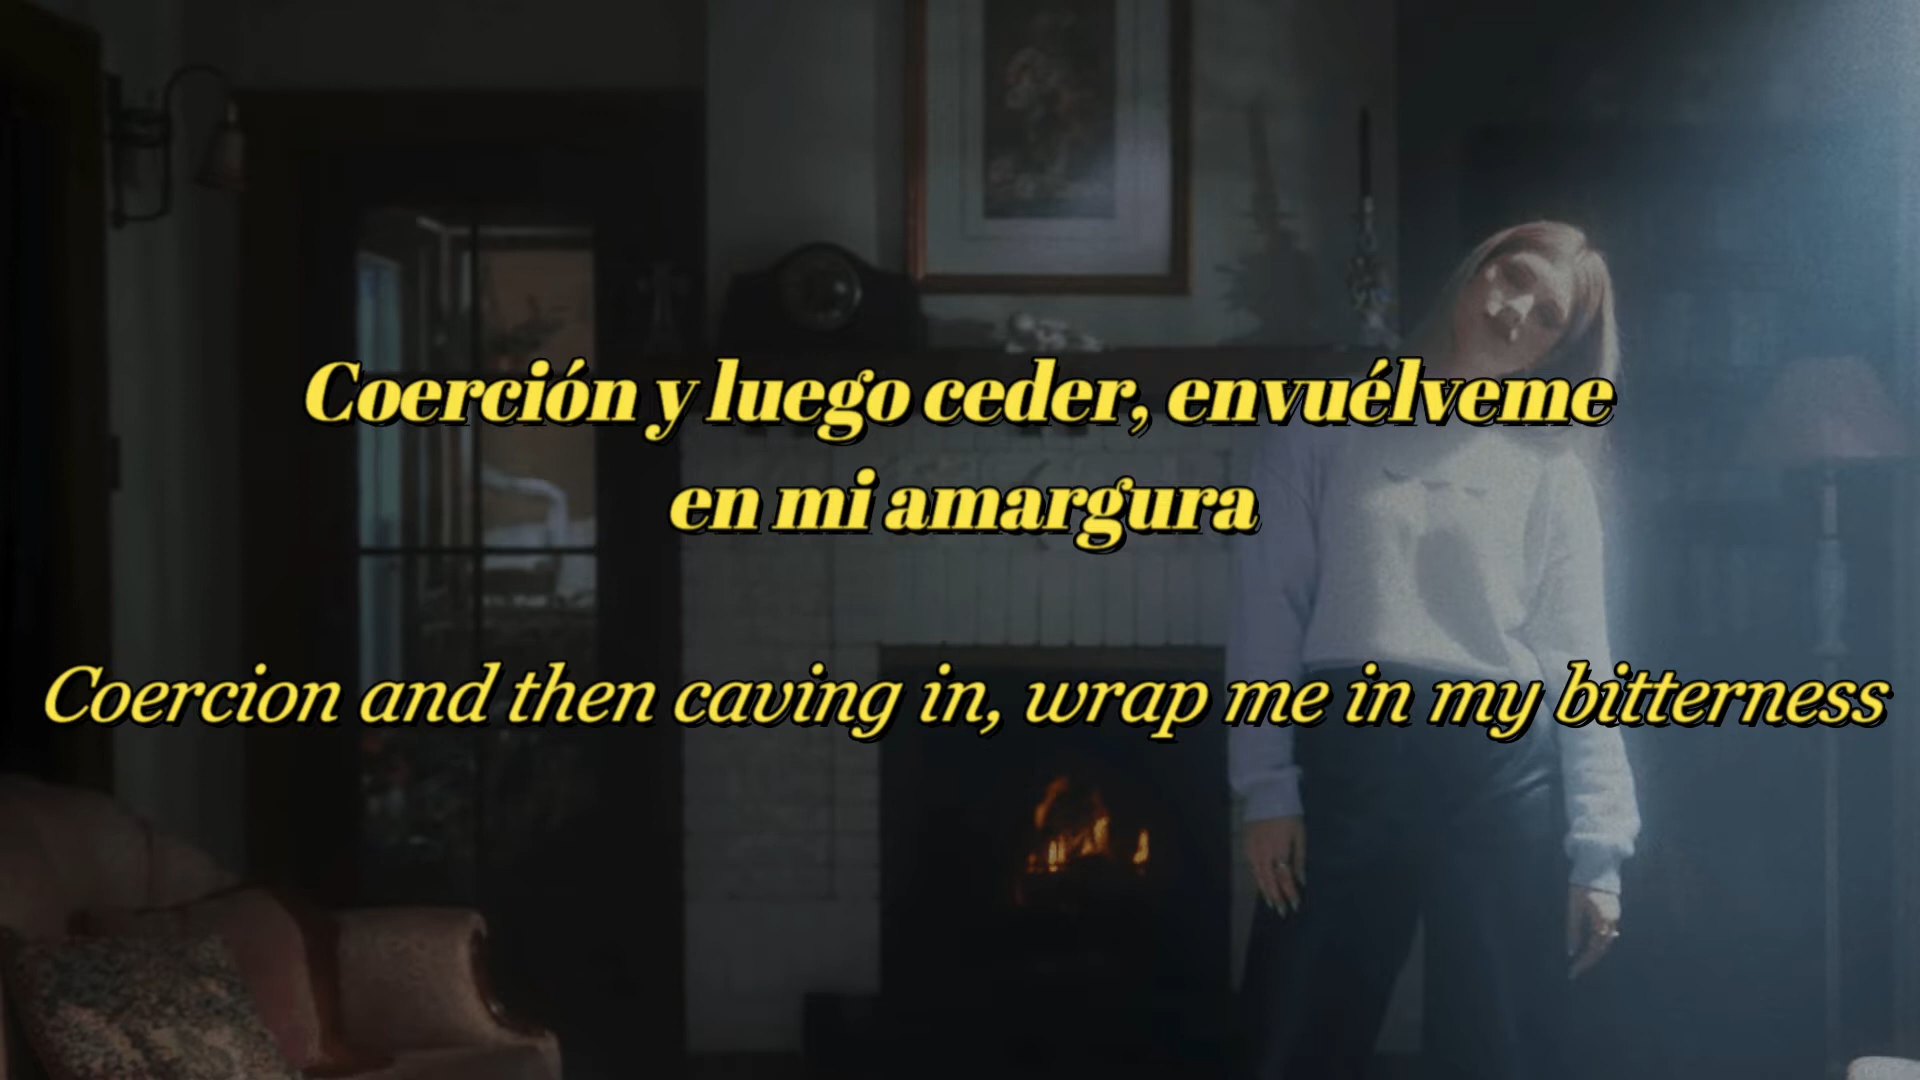 Coerción y luego ceder, envuélveme
en mi amargura
Coercion and then caving in, wrap me in my bitterness